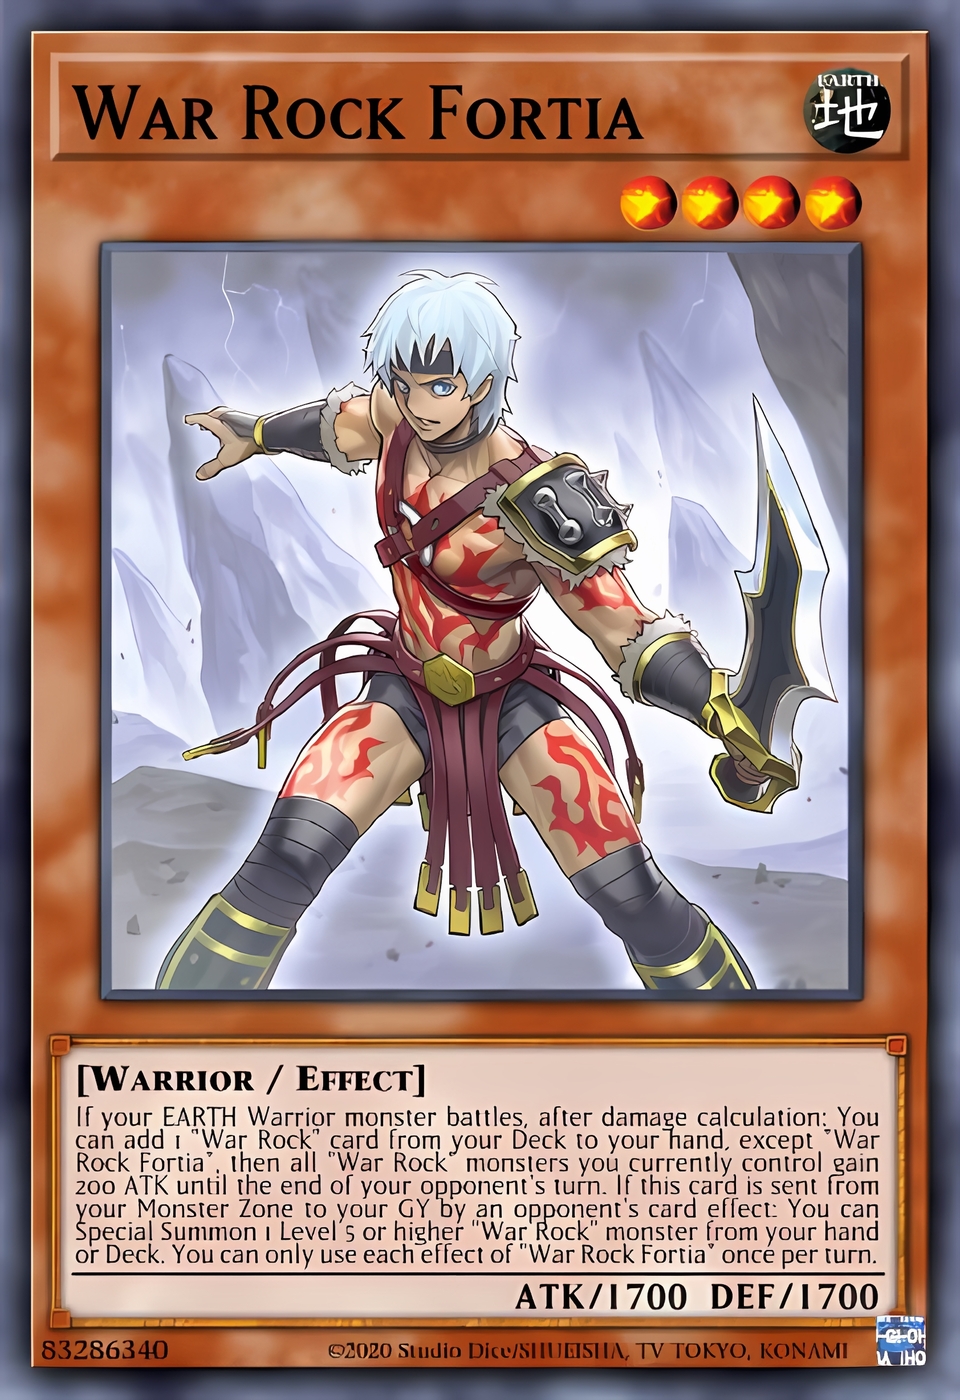 War Rock Fortia
EARTH
地
[Warrior / Effect]
If your EARTH Warrior monster battles, after damage calculation: You
can add 1 "War Rock" card from your Deck to your hand, except "War
Rock Fortia", then all "War Rock" monsters you currently control gain
200 ATK until the end of your opponent's turn. If this card is sent from
your Monster Zone to your GY by an opponent's card effect: You can
Special Summon 1 Level 5 or higher "War Rock" monster from your hand
or Deck. You can only use each effect of "War Rock Fortia" once per turn.
ATK/1700 DEF/1700
83286340 ©2020 Studio Dice/SHUEISHA, TV TOKYO, KONAMI